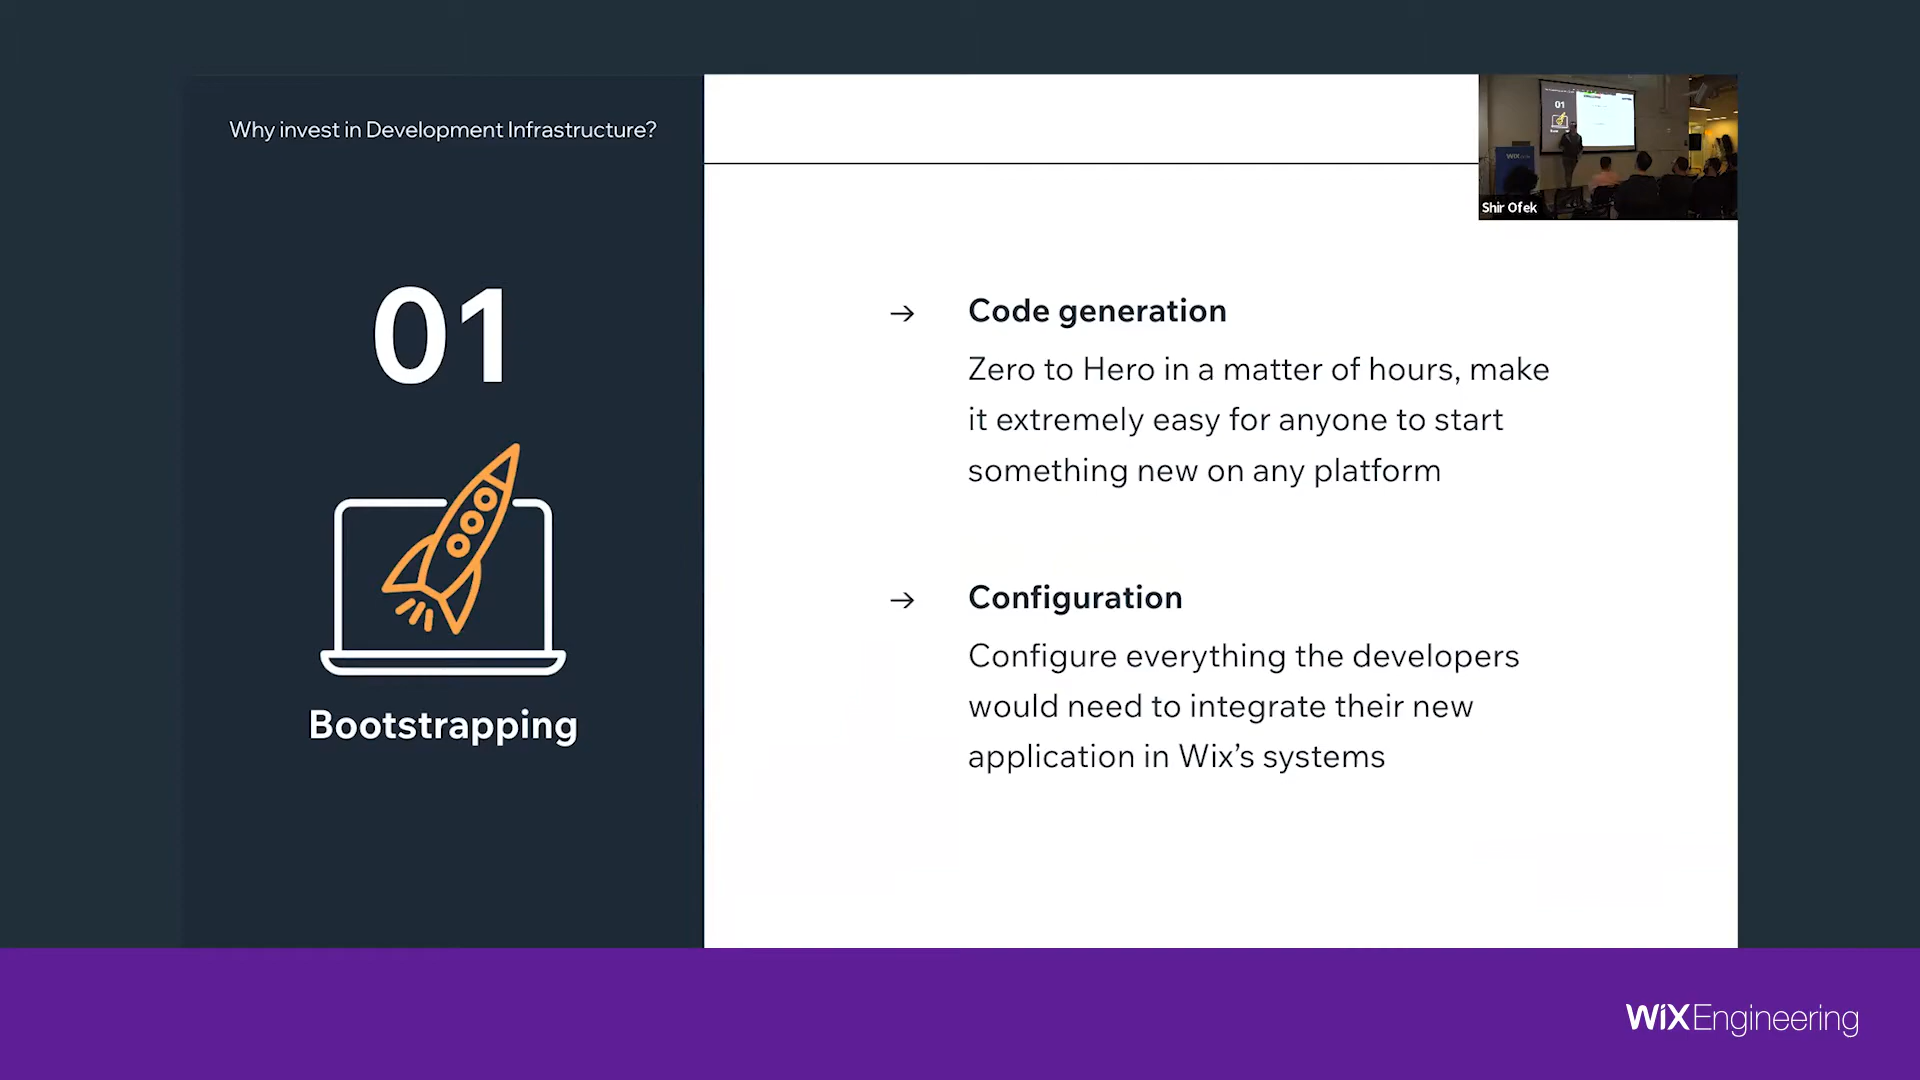 Why invest in Development Infrastructure?
01
Bootstrapping
→ Code generation
Zero to Hero in a matter of hours, make
it extremely easy for anyone to start
something new on any platform
→ Configuration
Configure everything the developers
would need to integrate their new
application in Wix’s systems
01
WIX
Shir Ofek
WIX Engineering